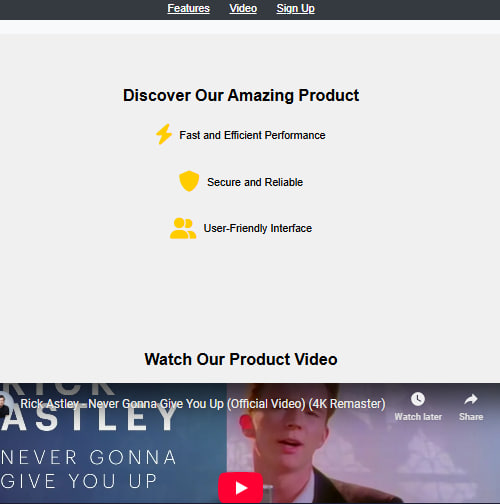 Features Video Sign Up
Discover Our Amazing Product
Fast and Efficient Performance
Secure and Reliable
User-Friendly Interface
Watch Our Product Video
Rick Astley - Never Gonna Give You Up (Official Video) (4K Remaster)
Watch later Share
RICK
ASTLEY
NEVER GONNA
GIVE YOU UP